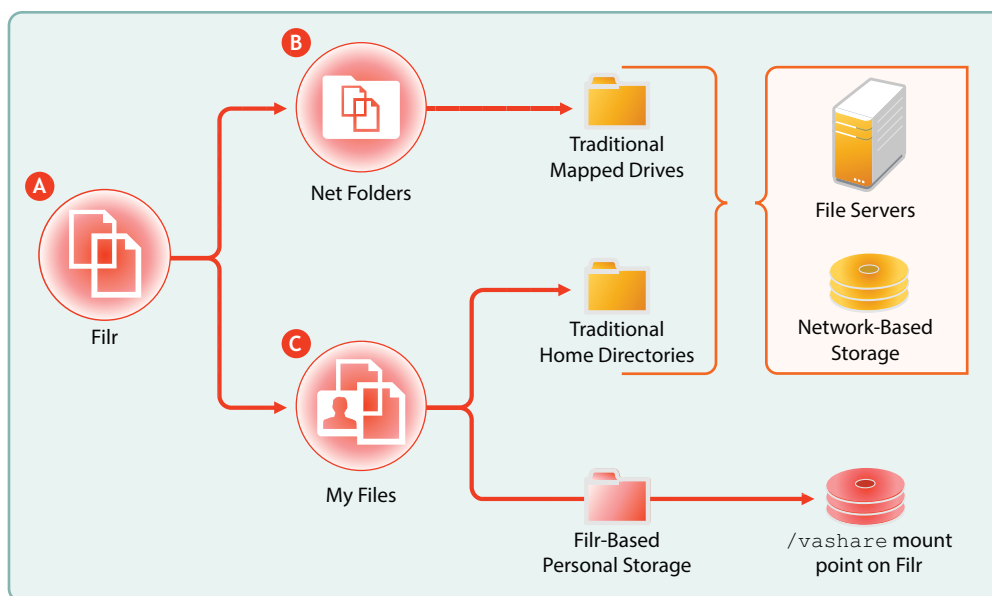 B
A
Net Folders
Traditional
Mapped Drives
File Servers
Filr
C
Traditional
Home Directories
Network-Based
Storage
My Files
Filr-Based
Personal Storage
/vashare mount
point on Filr